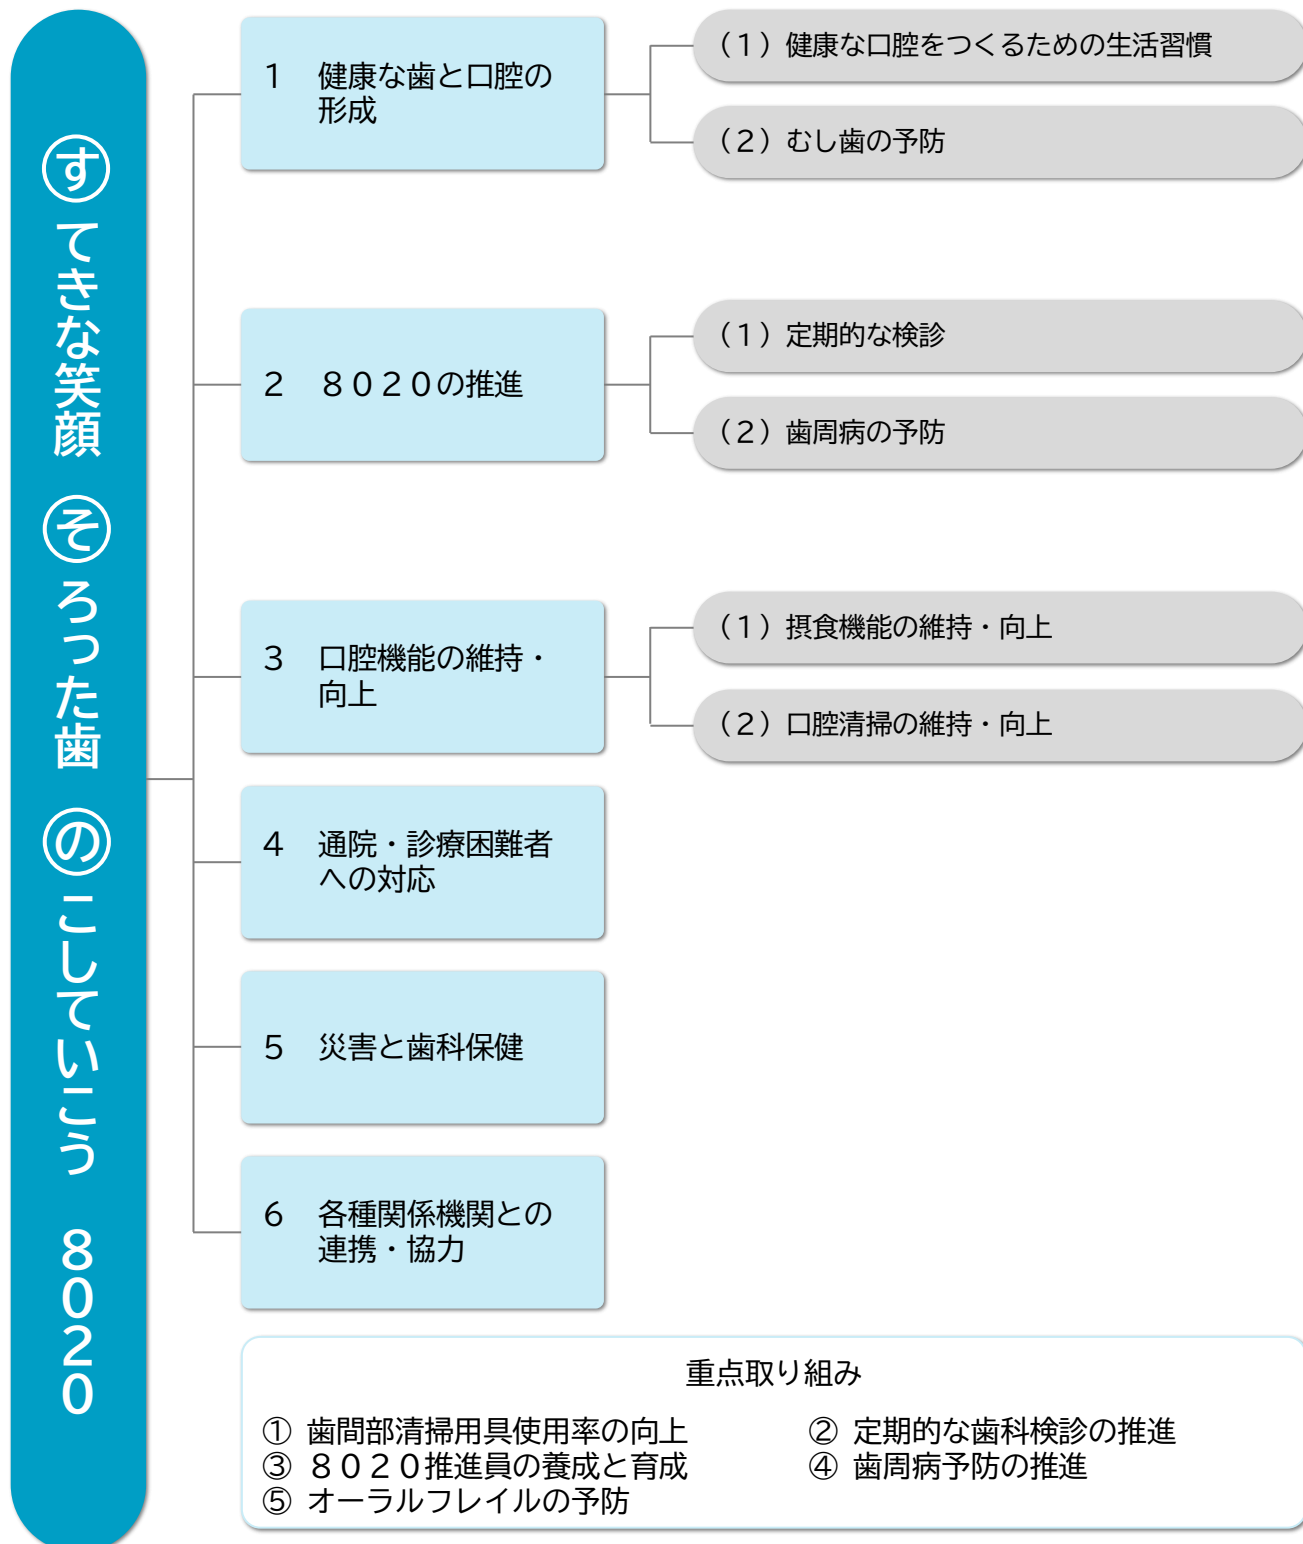 すてきな笑顔　そろった歯　のこしていこう　８０２０
１　健康な歯と口腔の
形成
（１）健康な口腔をつくるための生活習慣
（２）むし歯の予防
２　８０２０の推進
（１）定期的な検診
（２）歯周病の予防
３　口腔機能の維持・
向上
（１）摂食機能の維持・向上
（２）口腔清掃の維持・向上
４　通院・診療困難者
への対応
５　災害と歯科保健
６　各種関係機関との
連携・協力
重点取り組み
① 歯間部清掃用具使用率の向上
② 定期的な歯科検診の推進
③ ８０２０推進員の養成と育成
④ 歯周病予防の推進
⑤ オーラルフレイルの予防